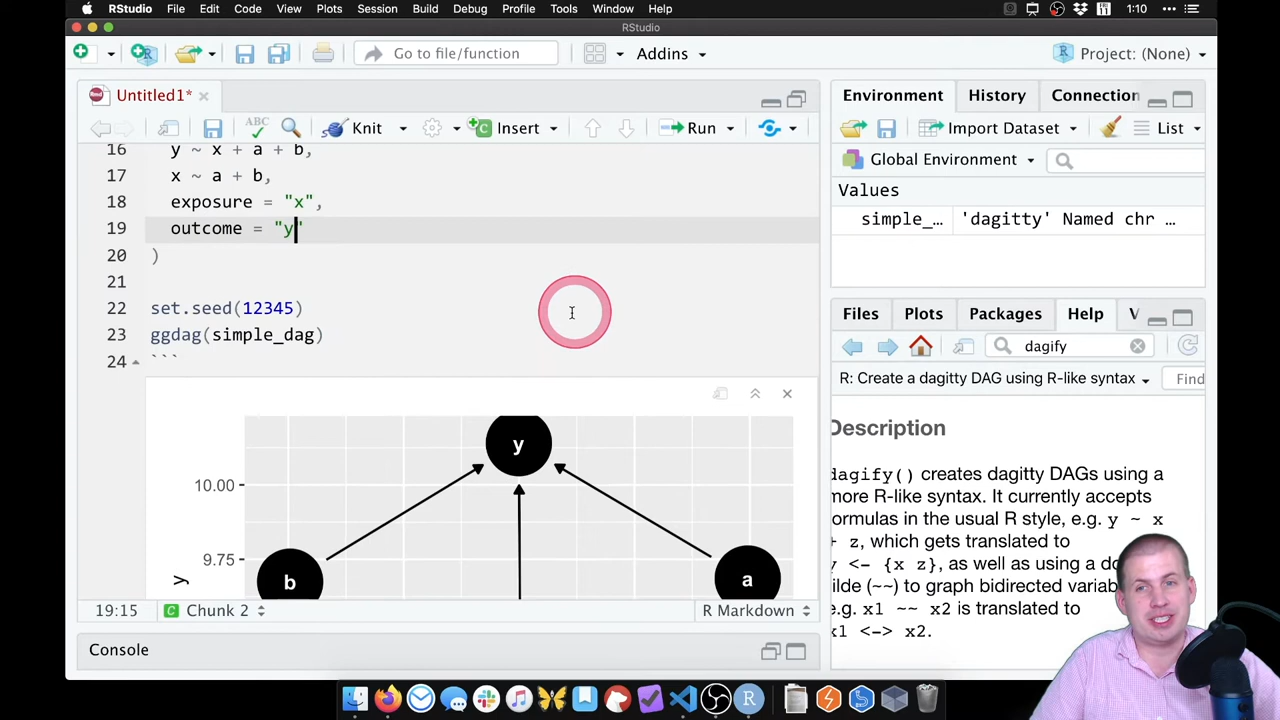 RStudio File Edit Code View Plots Session Build Debug Profile Tools Window Help 1:10
RStudio
Go to file/function Addins Project: (None)
Untitled1*
ABC Knit Insert Run
16 y ~ x + a + b,
17 x ~ a + b,
18 exposure = "x",
19 outcome = "y"
20 )
21
22 set.seed(12345)
23 ggdag(simple_dag)
24 ```
y
10.00
9.75
y
b
a
19:15 Chunk 2 R Markdown
Console
Environment History Connection
Import Dataset List
Global Environment
Values
simple_… 'dagitty' Named chr …
Files Plots Packages Help V
dagify
R: Create a dagitty DAG using R-like syntax Find
Description
dagify() creates dagitty DAGs using a
more R-like syntax. It currently accepts
formulas in the usual R style, e.g. y ~ x
+ z, which gets translated to
y <- {x z}, as well as using a do
tilde (~~) to graph bidirected variab
e.g. x1 ~~ x2 is translated to
x1 <-> x2.